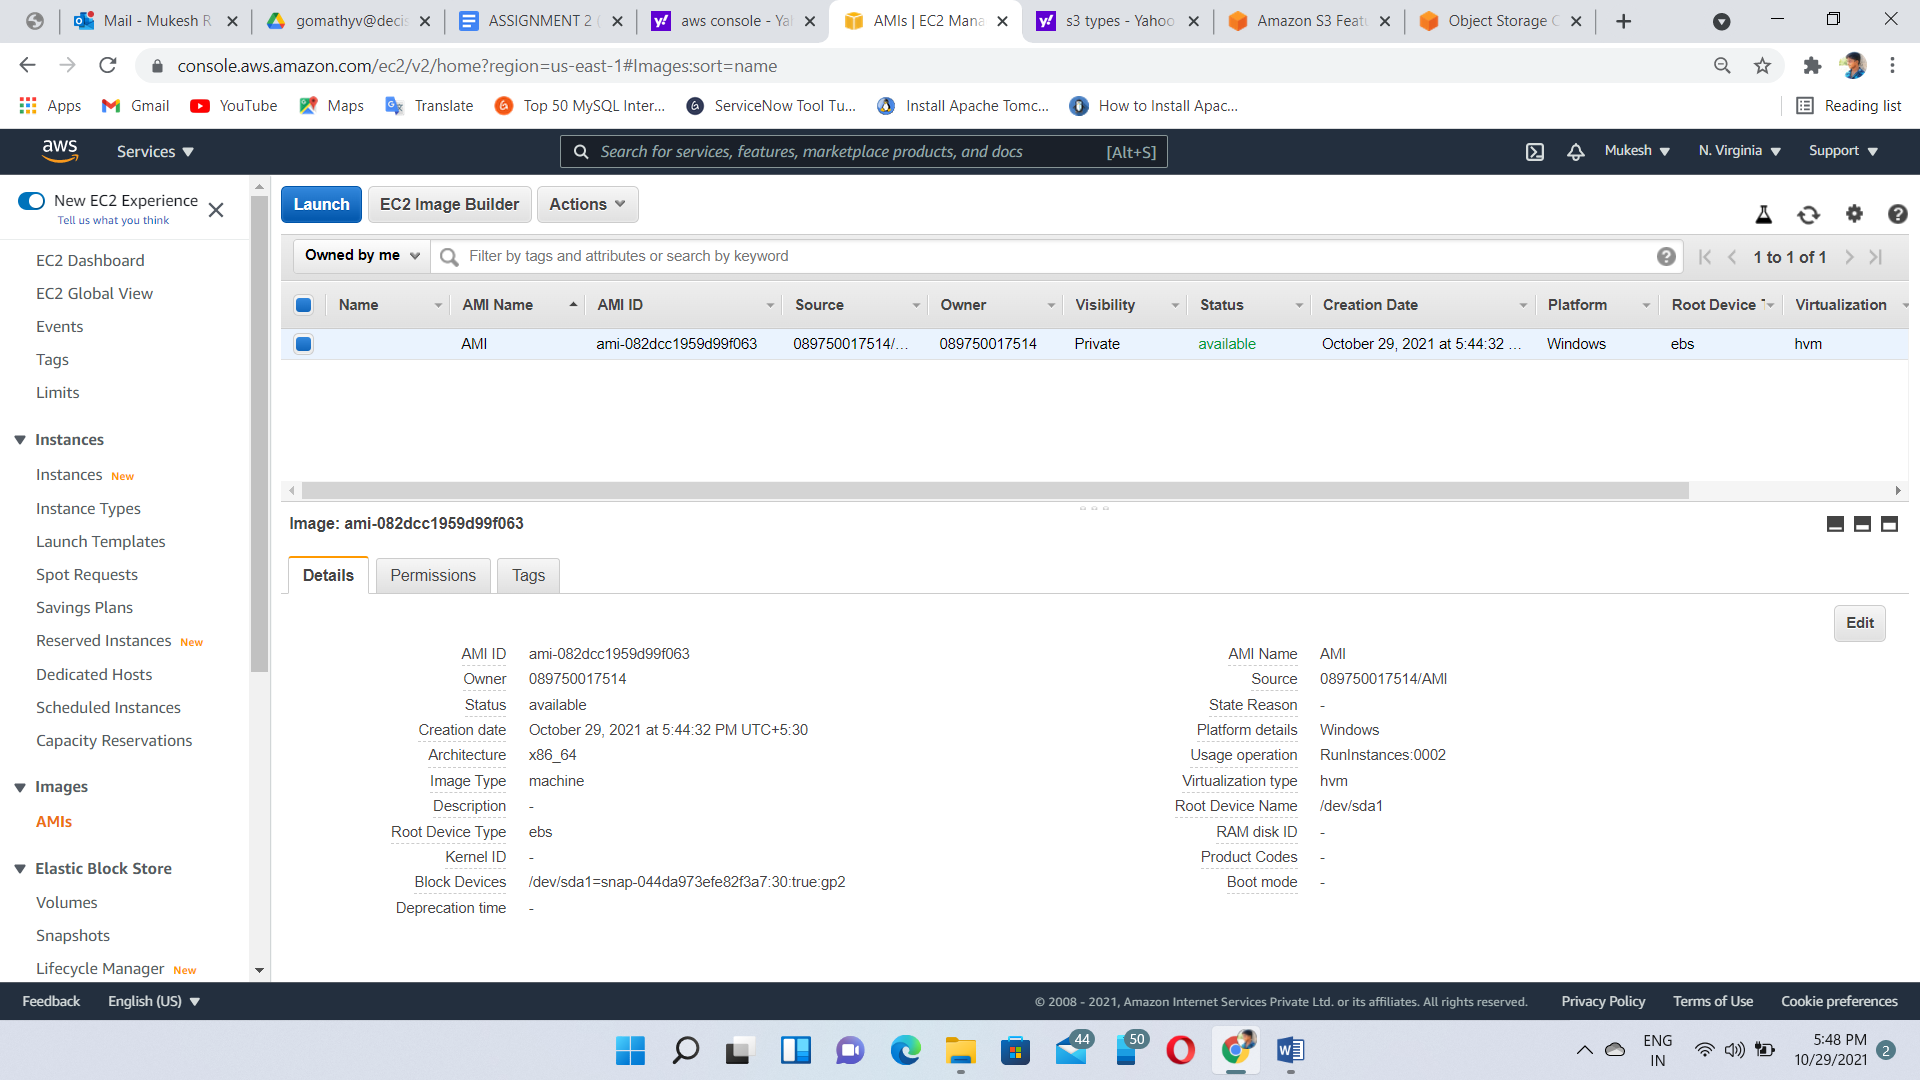 Mail - Mukesh R
gomathyv@decis
ASSIGNMENT 2 (
aws console - Yah
AMIs | EC2 Mana
s3 types - Yahoo
Amazon S3 Featu
Object Storage C
console.aws.amazon.com/ec2/v2/home?region=us-east-1#Images:sort=name
Apps
Gmail
YouTube
Maps
Translate
Top 50 MySQL Inter...
ServiceNow Tool Tu...
Install Apache Tomc...
How to Install Apac...
Reading list
aws
Services
Search for services, features, marketplace products, and docs [Alt+S]
Mukesh
N. Virginia
Support
New EC2 Experience
Tell us what you think
EC2 Dashboard
EC2 Global View
Events
Tags
Limits
Instances
Instances New
Instance Types
Launch Templates
Spot Requests
Savings Plans
Reserved Instances New
Dedicated Hosts
Scheduled Instances
Capacity Reservations
Images
AMIs
Elastic Block Store
Volumes
Snapshots
Lifecycle Manager New
Launch
EC2 Image Builder
Actions
Owned by me
Filter by tags and attributes or search by keyword
1 to 1 of 1
Name AMI Name AMI ID Source Owner Visibility Status Creation Date Platform Root Device Virtualization
AMI ami-082dcc1959d99f063 089750017514/... 089750017514 Private available October 29, 2021 at 5:44:32 ... Windows ebs hvm
Image: ami-082dcc1959d99f063
Details
Permissions
Tags
Edit
AMI ID ami-082dcc1959d99f063
Owner 089750017514
Status available
Creation date October 29, 2021 at 5:44:32 PM UTC+5:30
Architecture x86_64
Image Type machine
Description -
Root Device Type ebs
Kernel ID -
Block Devices /dev/sda1=snap-044da973efe82f3a7:30:true:gp2
Deprecation time -
AMI Name AMI
Source 089750017514/AMI
State Reason -
Platform details Windows
Usage operation RunInstances:0002
Virtualization type hvm
Root Device Name /dev/sda1
RAM disk ID -
Product Codes -
Boot mode -
Feedback
English (US)
© 2008 - 2021, Amazon Internet Services Private Ltd. or its affiliates. All rights reserved.
Privacy Policy
Terms of Use
Cookie preferences
44
50
ENG
IN
5:48 PM
10/29/2021
2